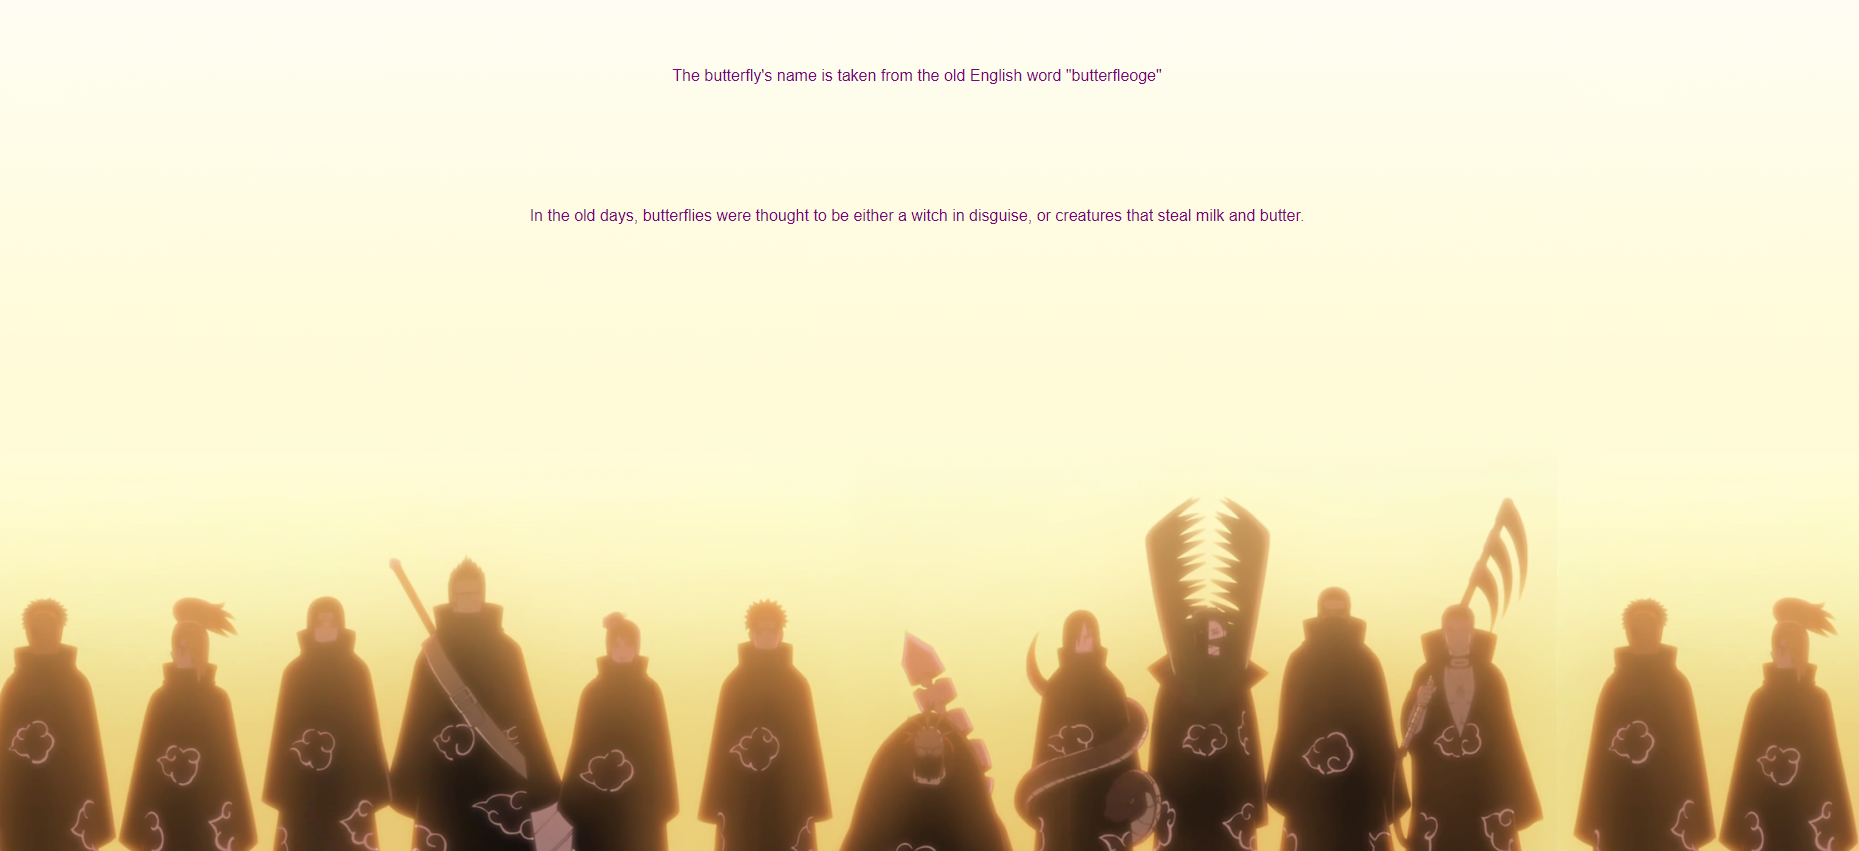 The butterfly's name is taken from the old English word "butterfleoge"
In the old days, butterflies were thought to be either a witch in disguise, or creatures that steal milk and butter.